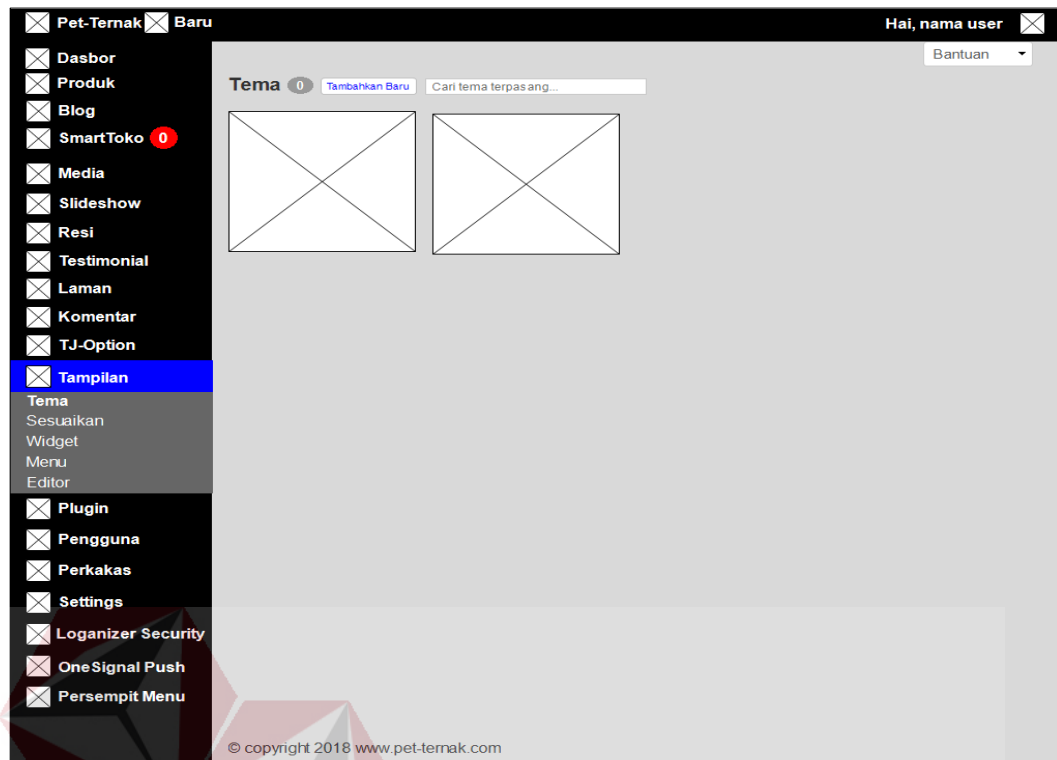 Pet-Ternak Baru Hai, nama user
Bantuan
Dasbor
Produk
Blog
SmartToko 0
Media
Slideshow
Resi
Testimonial
Laman
Komentar
TJ-Option
Tampilan
Tema
Sesuaikan
Widget
Menu
Editor
Plugin
Pengguna
Perkakas
Settings
Loganizer Security
OneSignal Push
Persempit Menu
Tema 0 Tambahkan Baru Cari tema terpasang...
© copyright 2018 www.pet-ternak.com